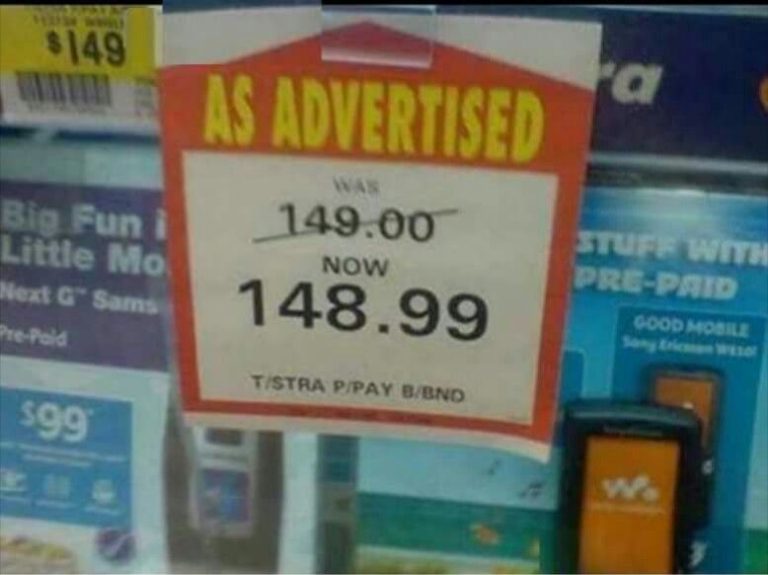 $149
AS ADVERTISED
ra
WAS
149.00
NOW
148.99
T/STRA P/PAY B/BND
Big Fun i
Little Mo
Next G™ Sams
Pre-Paid
$99
STUFF WITH
PRE-PAID
GOOD MOBILE
Sony Ericsson